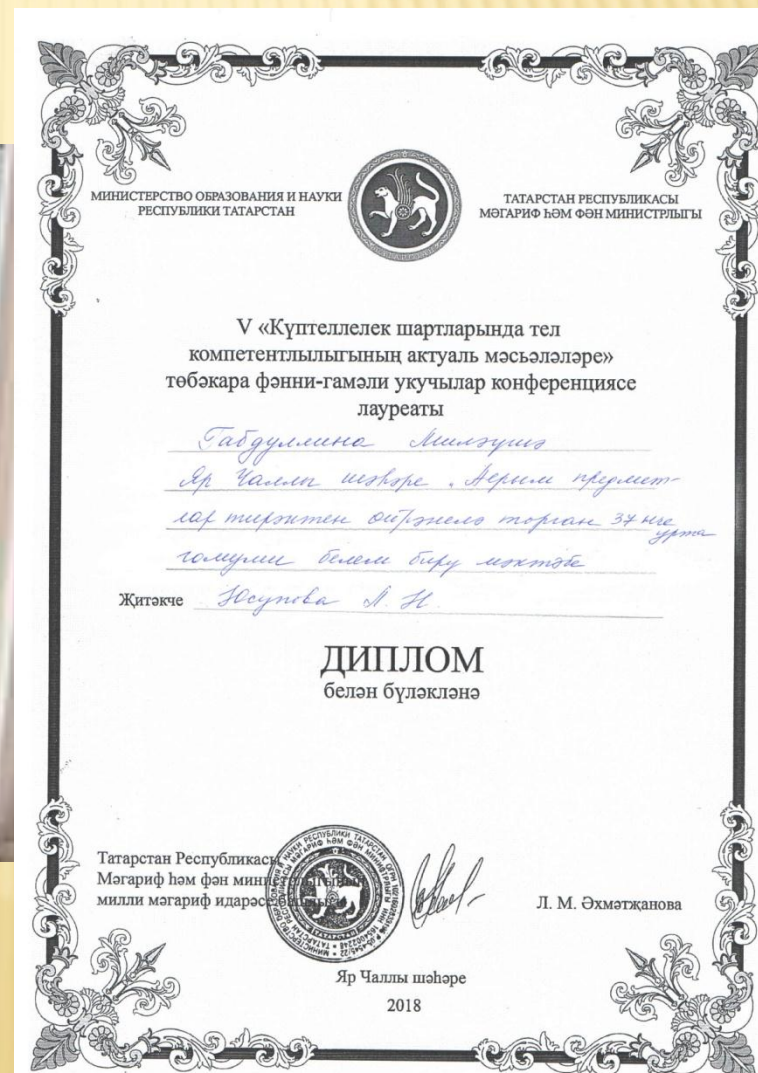 МИНИСТЕРСТВО ОБРАЗОВАНИЯ И НАУКИ
РЕСПУБЛИКИ ТАТАРСТАН
ТАТАРСТАН РЕСПУБЛИКАСЫ
МӘГАРИФ ҺӘМ ФӘН МИНИСТРЛЫГЫ
V «Күптеллелек шартларында тел
компетентлылыгының актуаль мәсьәләләре»
төбәкара фәнни-гамәли укучылар конференциясе
лауреаты
Габдуллина Миләүшә
Яр Чаллы шәһәре "Аерым предмет-
лар тирәнтен өйрәнелә торган 37 нче
урта
гомуми белем бирү мәктәбе
Җитәкче Юсупова Л. Н.
ДИПЛОМ
белән бүләкләнә
Татарстан Республикасы
Мәгариф һәм фән
милли мәгариф
Л. М. Әхмәтҗанова
ТАТАРСТАН
Яр Чаллы шәһәре
2018